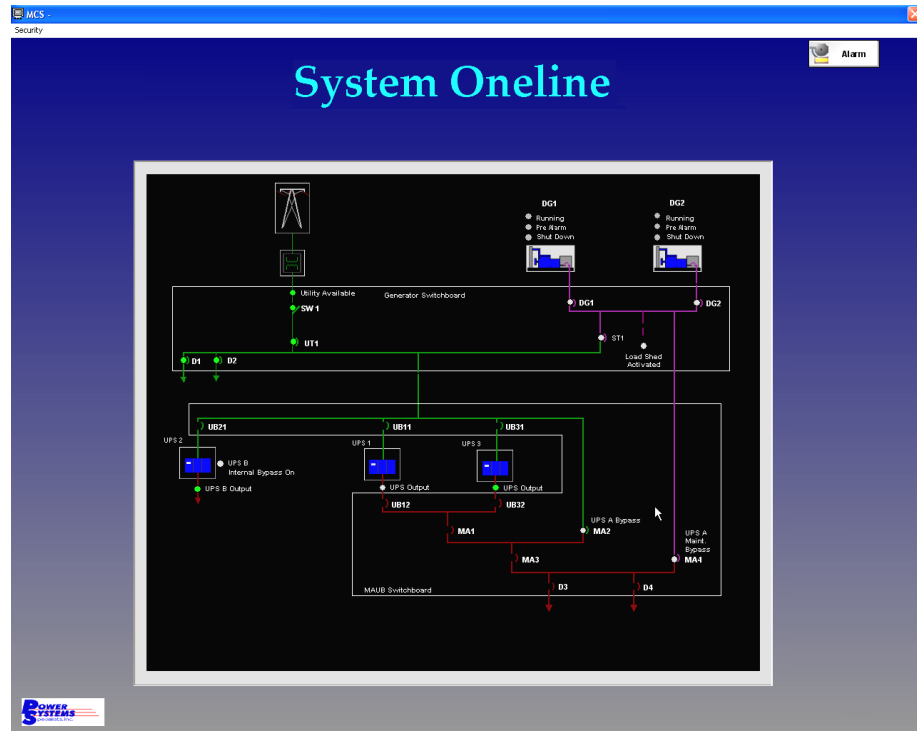 MCS -
Security
Alarm
System Oneline
DG1
Running
Pre Alarm
Shut Down
DG2
Running
Pre Alarm
Shut Down
Utility Available
Generator Switchboard
SW 1
DG1
DG2
UT1
ST1
Load Shed
Activated
D1
D2
UB21
UB11
UB31
UPS 2
UPS 1
UPS 3
UPS B
Internal Bypass On
UPS B Output
UPS Output
UPS Output
UB12
UB32
UPS A Bypass
MA1
MA2
UPS A
Maint.
Bypass
MA3
MA4
D3
D4
MAUB Switchboard
POWER
SYSTEMS
Specialists, Inc.